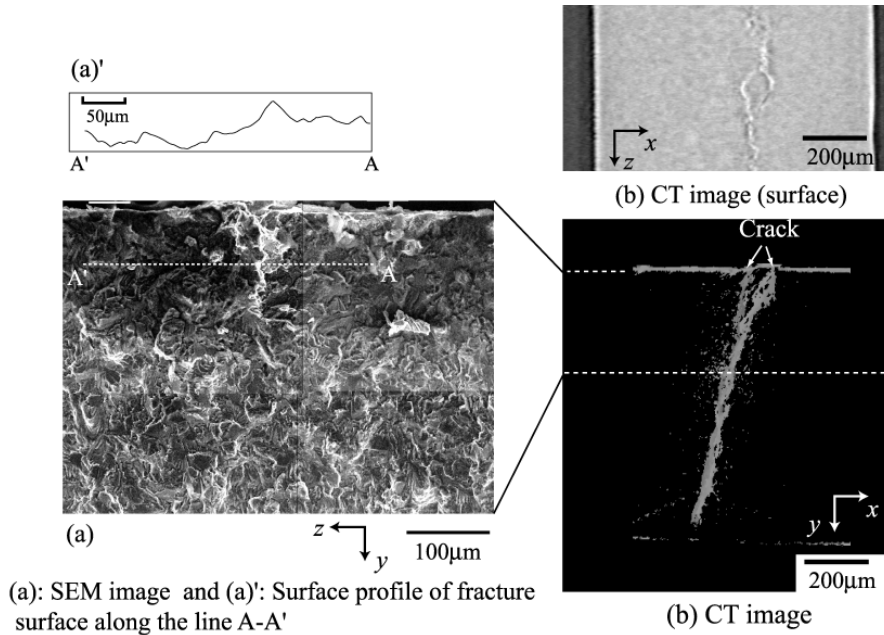 (a)'
50μm
A' A
x
z
200μm
(b) CT image (surface)
Crack
A' A
(a)
z
y
100μm
y
x
200μm
(b) CT image
(a): SEM image and (a)': Surface profile of fracture
surface along the line A-A'